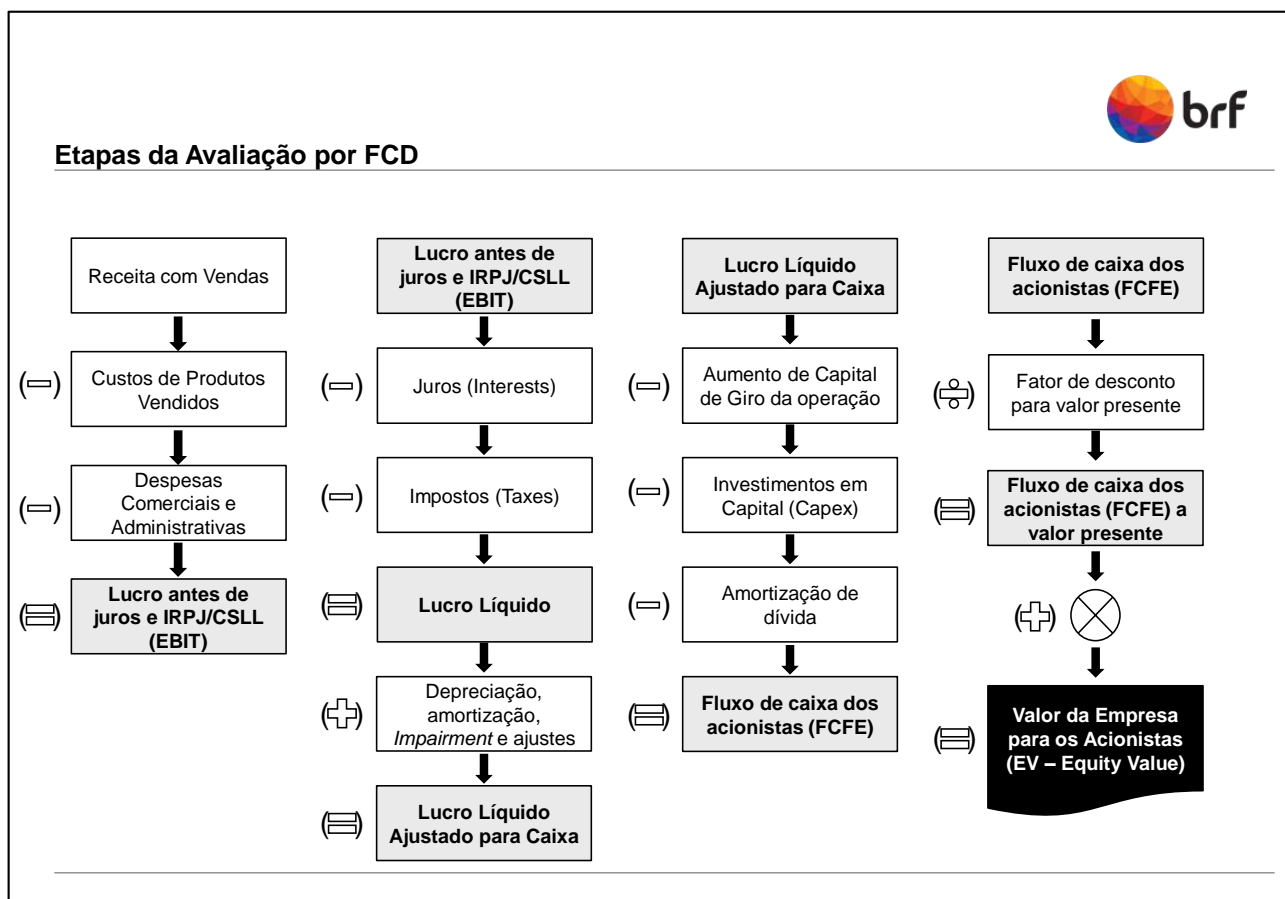 brf
Etapas da Avaliação por FCD
Receita com Vendas
(−)
Custos de Produtos
Vendidos
(−)
Despesas
Comerciais e
Administrativas
(=)
Lucro antes de
juros e IRPJ/CSLL
(EBIT)
Lucro antes de
juros e IRPJ/CSLL
(EBIT)
(−)
Juros (Interests)
(−)
Impostos (Taxes)
(=)
Lucro Líquido
(+)
Depreciação,
amortização,
Impairment e ajustes
(=)
Lucro Líquido
Ajustado para Caixa
Lucro Líquido
Ajustado para Caixa
(−)
Aumento de Capital
de Giro da operação
(−)
Investimentos em
Capital (Capex)
(−)
Amortização de
dívida
(=)
Fluxo de caixa dos
acionistas (FCFE)
Fluxo de caixa dos
acionistas (FCFE)
(÷)
Fator de desconto
para valor presente
(=)
Fluxo de caixa dos
acionistas (FCFE) a
valor presente
(+)
(=)
Valor da Empresa
para os Acionistas
(EV – Equity Value)